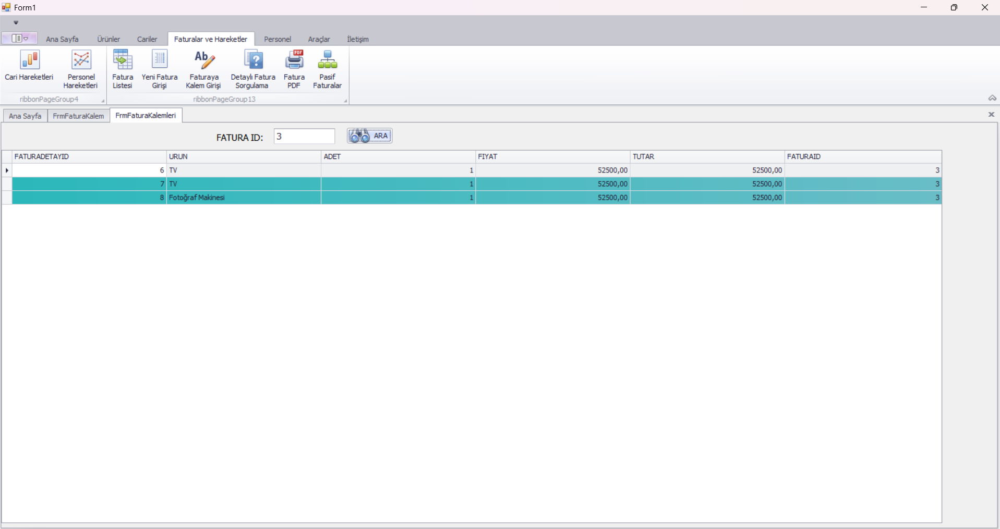 Form1
Ana Sayfa Ürünler Cariler Faturalar ve Hareketler Personel Araçlar İletişim
Cari Hareketleri
Personel
Hareketleri
Fatura
Listesi
Yeni Fatura
Girişi
Ab
Faturaya
Kalem Girişi
Detaylı Fatura
Sorgulama
PDF
Fatura
PDF
Pasif
Faturalar
ribbonPageGroup4 ribbonPageGroup13
Ana Sayfa FrmFaturaKalem FrmFaturaKalemleri
FATURA ID: 3 ARA
FATURADETAYID URUN ADET FIYAT TUTAR FATURAID
6 TV 1 52500,00 52500,00 3
7 TV 1 52500,00 52500,00 3
8 Fotoğraf Makinesi 1 52500,00 52500,00 3